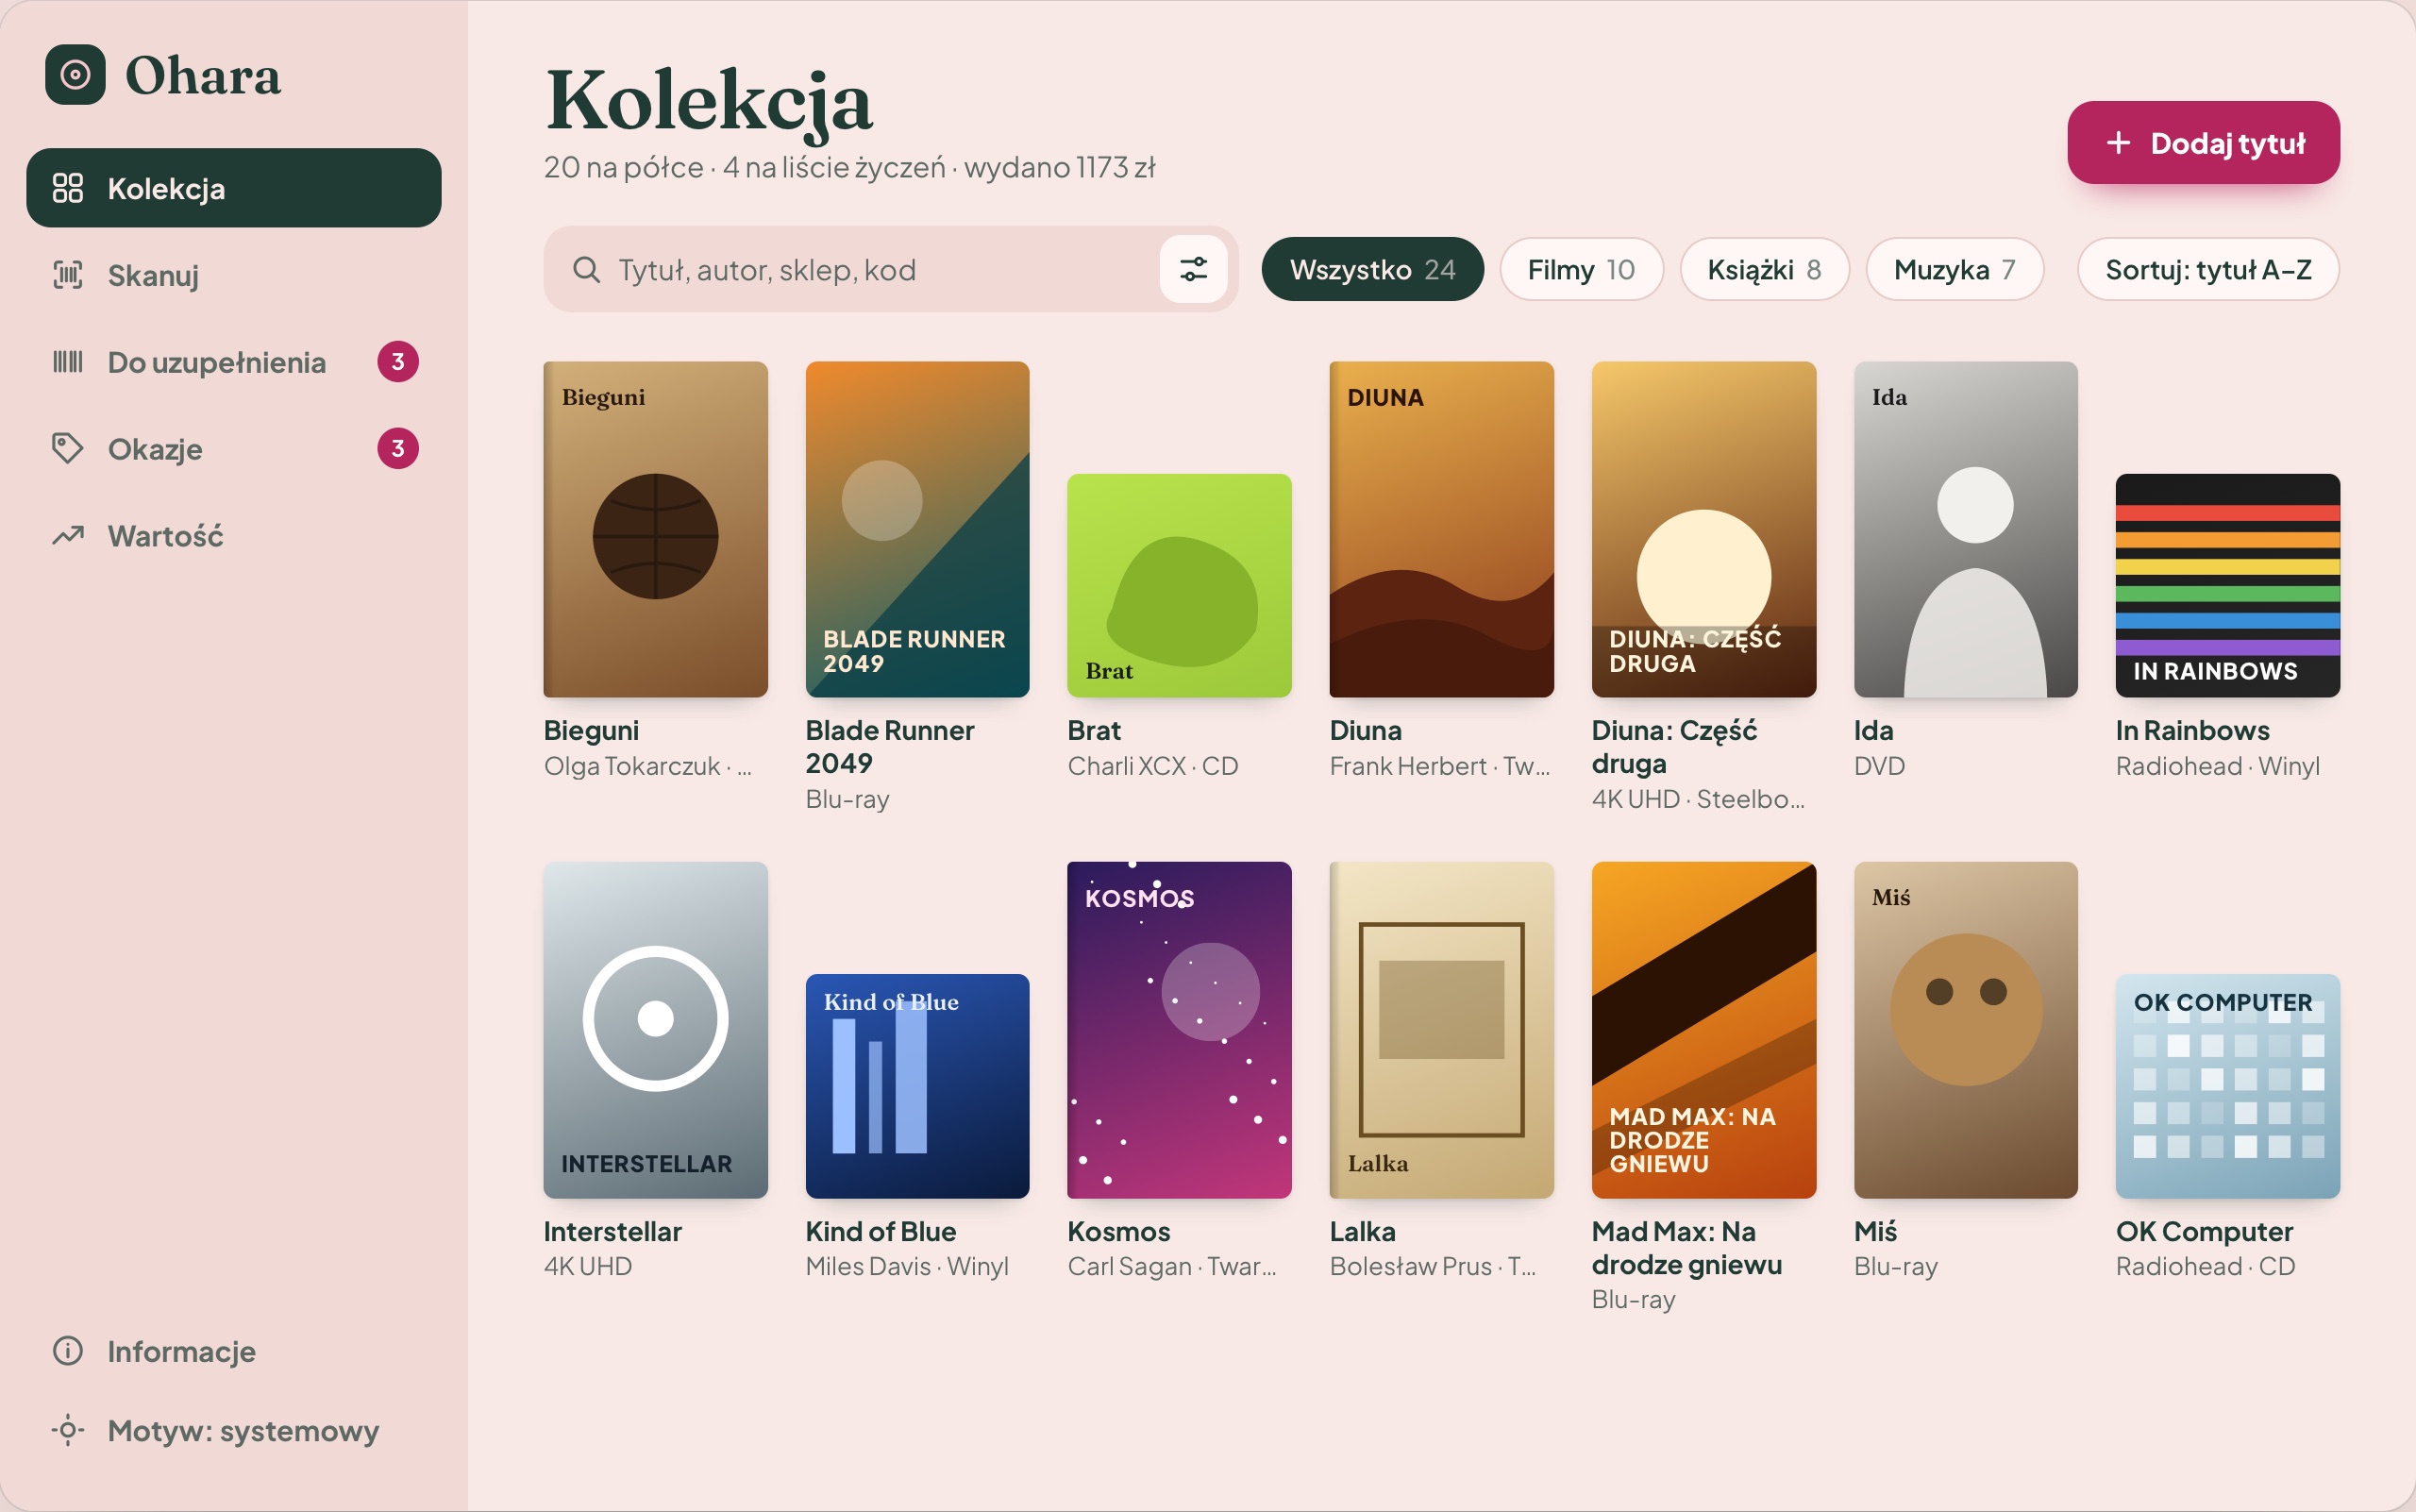 Ohara
Kolekcja
Skanuj
Do uzupełnienia 3
Okazje 3
Wartość
Informacje
Motyw: systemowy
Kolekcja
20 na półce · 4 na liście życzeń · wydano 1173 zł
Dodaj tytuł
Tytuł, autor, sklep, kod
Wszystko 24
Filmy 10
Książki 8
Muzyka 7
Sortuj: tytuł A–Z
Bieguni
Bieguni
Olga Tokarczuk · ...
BLADE RUNNER
2049
Blade Runner
2049
Blu-ray
Brat
Brat
Charli XCX · CD
DIUNA
Diuna
Frank Herbert · Tw...
DIUNA: CZĘŚĆ
DRUGA
Diuna: Część
druga
4K UHD · Steelbo...
Ida
Ida
DVD
IN RAINBOWS
In Rainbows
Radiohead · Winyl
INTERSTELLAR
Interstellar
4K UHD
Kind of Blue
Kind of Blue
Miles Davis · Winyl
KOSMOS
Kosmos
Carl Sagan · Twar...
Lalka
Lalka
Bolesław Prus · T...
MAD MAX: NA
DRODZE
GNIEWU
Mad Max: Na
drodze gniewu
Blu-ray
Miś
Miś
Blu-ray
OK COMPUTER
OK Computer
Radiohead · CD